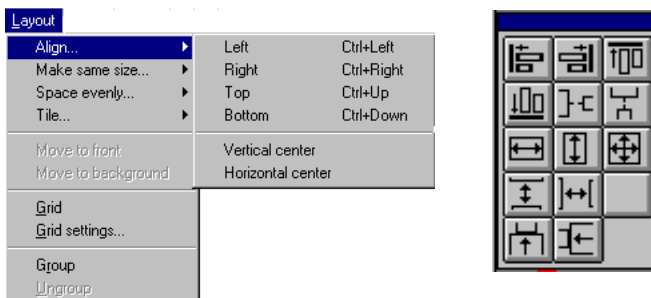 Layout
Align... Left Ctrl+Left
Make same size... Right Ctrl+Right
Space evenly... Top Ctrl+Up
Tile... Bottom Ctrl+Down
Move to front Vertical center
Move to background Horizontal center
Grid
Grid settings...
Group
Ungroup